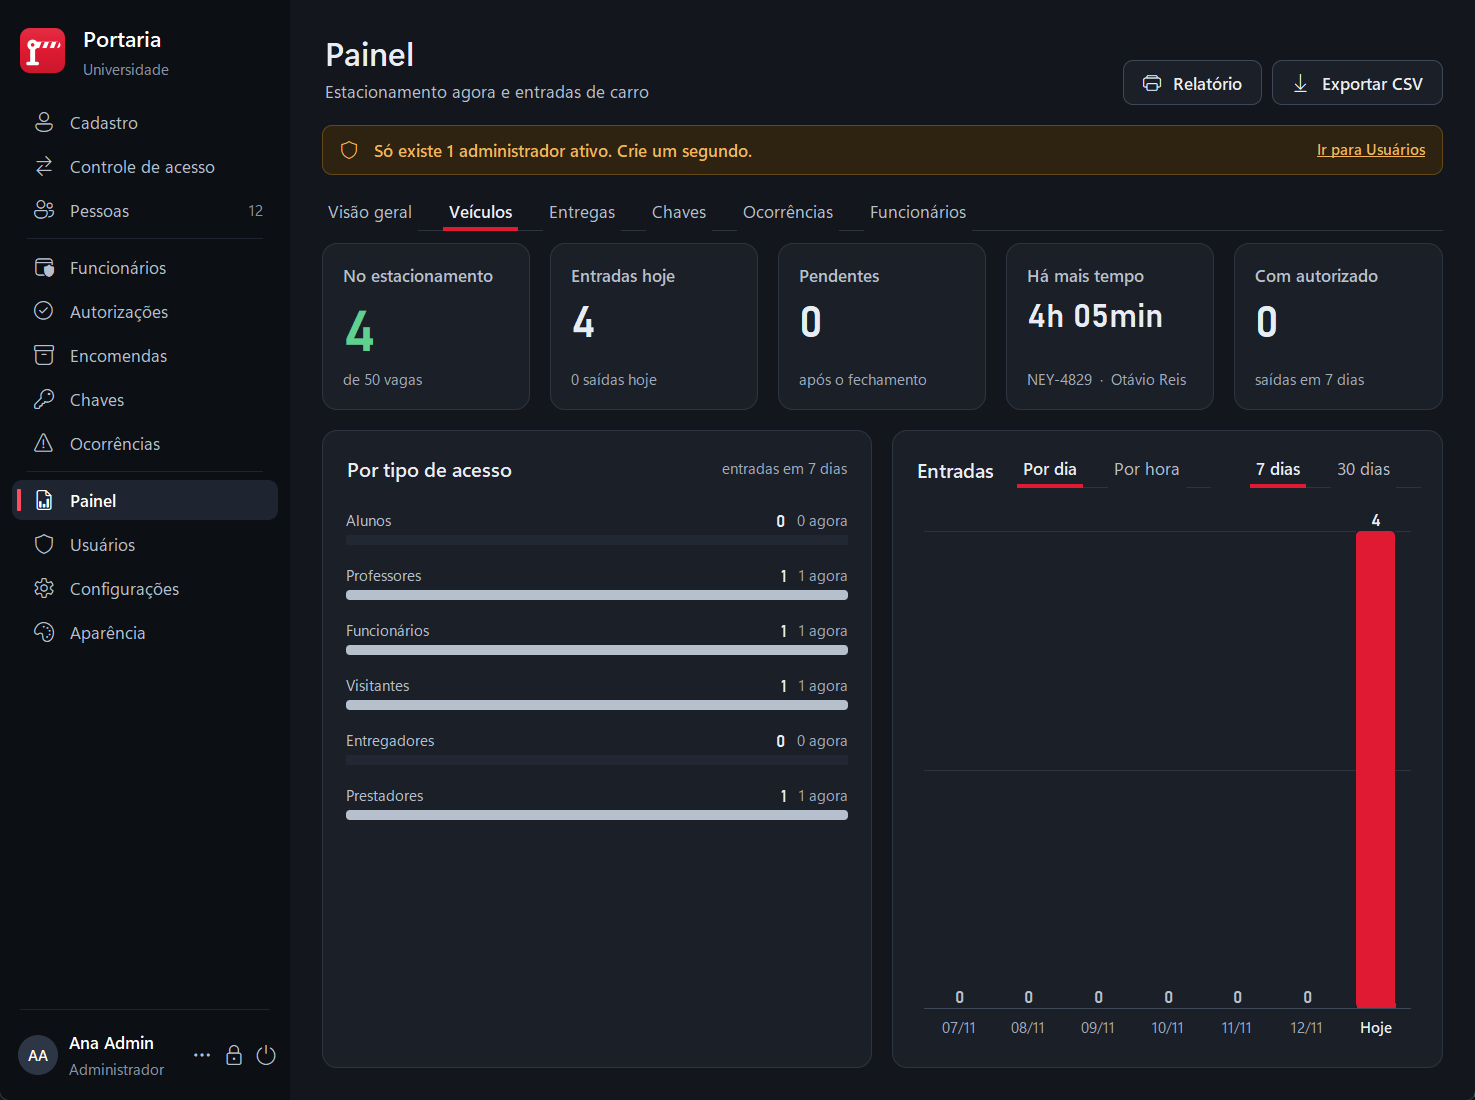 Portaria
Universidade
Cadastro
Controle de acesso
Pessoas 12
Funcionários
Autorizações
Encomendas
Chaves
Ocorrências
Painel
Usuários
Configurações
Aparência
AA
Ana Admin
Administrador
Painel
Estacionamento agora e entradas de carro
Relatório
Exportar CSV
Só existe 1 administrador ativo. Crie um segundo.
Ir para Usuários
Visão geral Veículos Entregas Chaves Ocorrências Funcionários
No estacionamento
4
de 50 vagas
Entradas hoje
4
0 saídas hoje
Pendentes
0
após o fechamento
Há mais tempo
4h 05min
NEY-4829 · Otávio Reis
Com autorizado
0
saídas em 7 dias
Por tipo de acesso entradas em 7 dias
Alunos 0 0 agora
Professores 1 1 agora
Funcionários 1 1 agora
Visitantes 1 1 agora
Entregadores 0 0 agora
Prestadores 1 1 agora
Entradas Por dia Por hora 7 dias 30 dias
4
0 0 0 0 0 0
07/11 08/11 09/11 10/11 11/11 12/11 Hoje